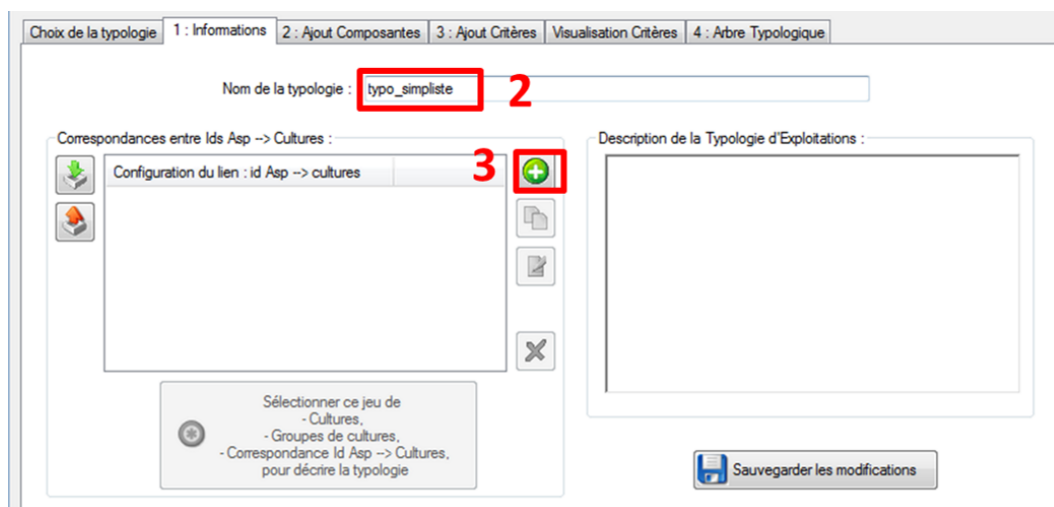 Choix de la typologie
1 : Informations
2 : Ajout Composantes
3 : Ajout Critères
Visualisation Critères
4 : Arbre Typologique
Nom de la typologie :
typo_simpliste
2
Correspondances entre Ids Asp --> Cultures :
Configuration du lien : id Asp --> cultures
3
Description de la Typologie d'Exploitations :
Sélectionner ce jeu de
- Cultures,
- Groupes de cultures,
- Correspondance Id Asp --> Cultures,
pour décrire la typologie
Sauvegarder les modifications